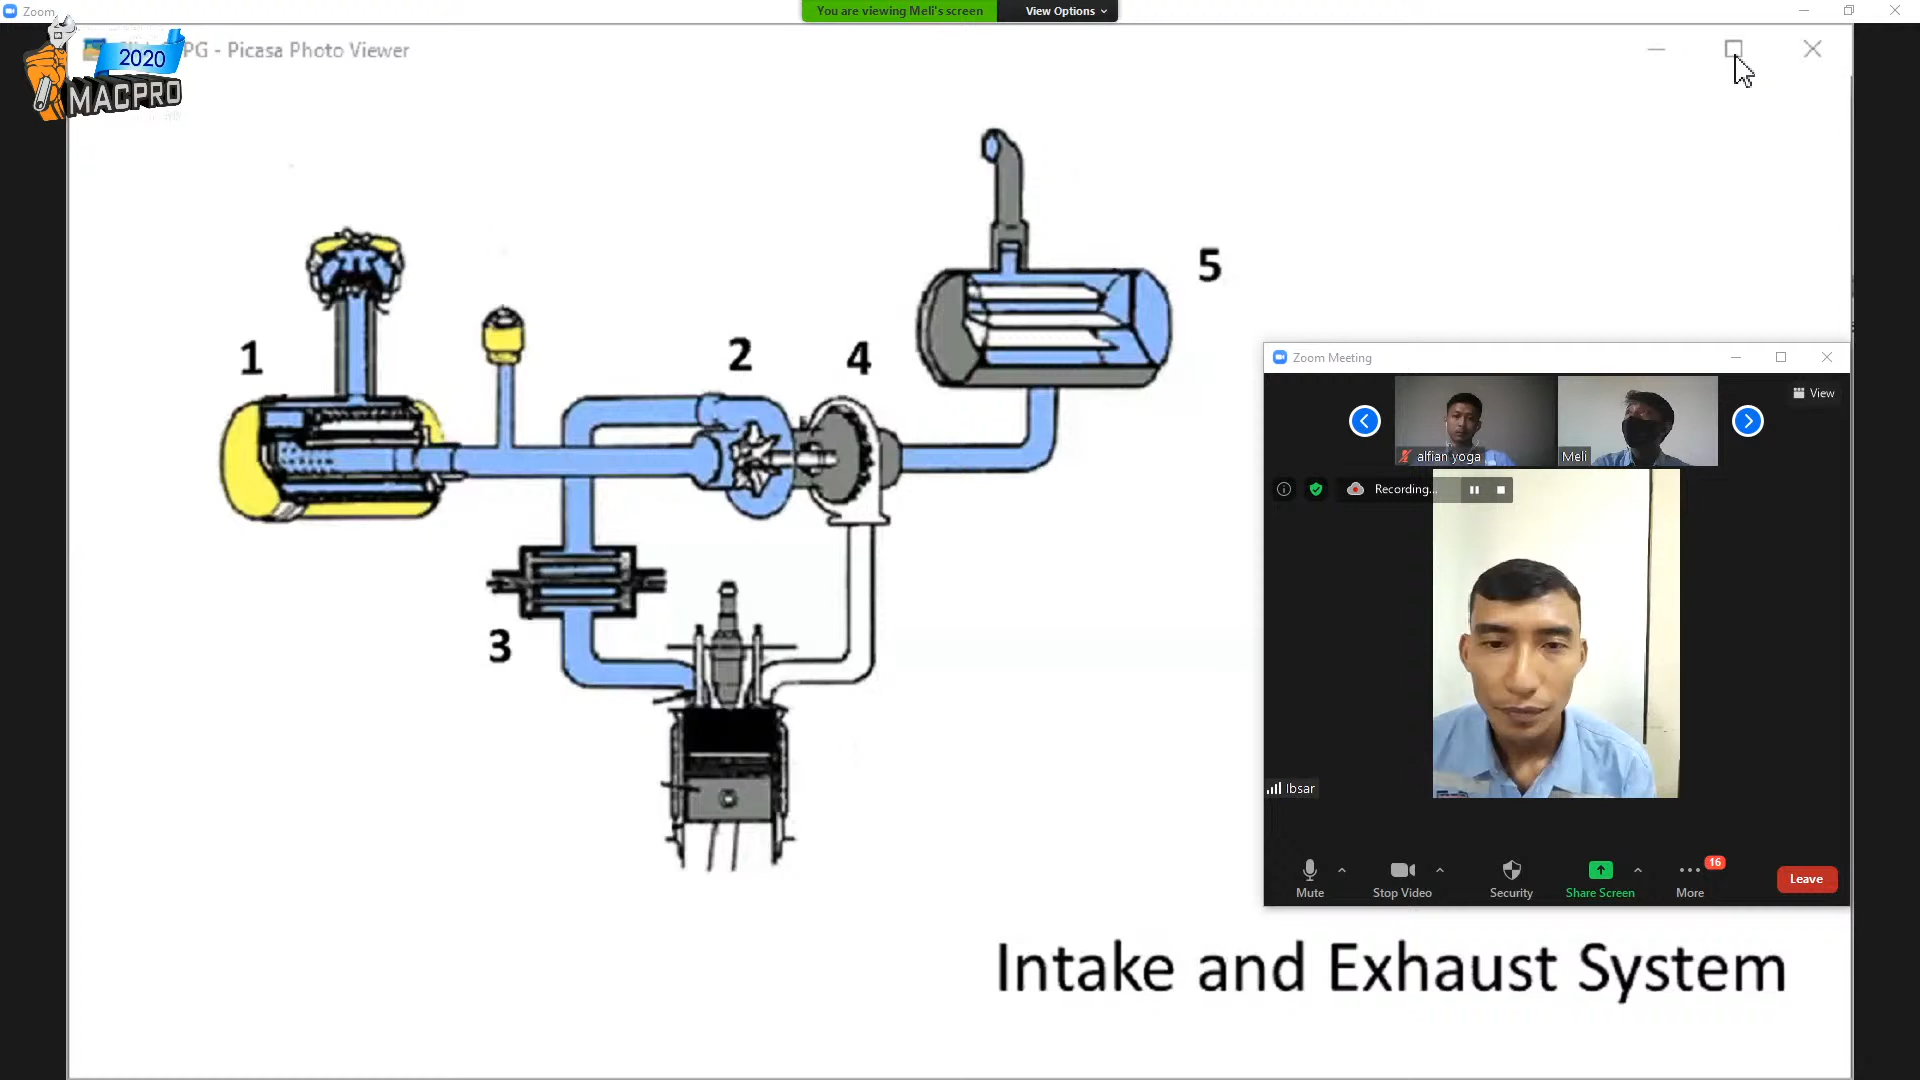 Zoom
You are viewing Meli's screen
View Options
PG - Picasa Photo Viewer
2020
MACPRO
5
1
2
4
3
Zoom Meeting
View
alfian yoga
Meli
Recording...
Ibsar
16
Mute
Stop Video
Security
Share Screen
More
Leave
Intake and Exhaust System